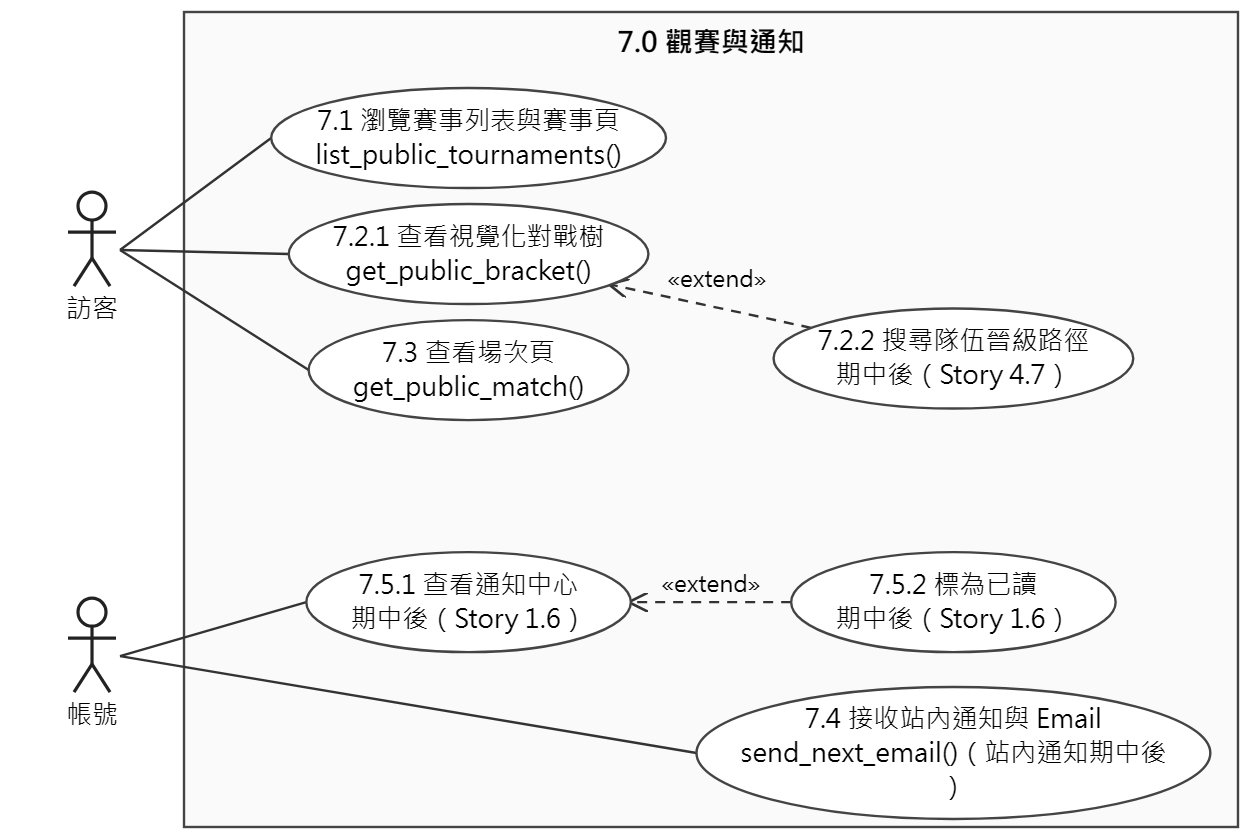 7.0 觀賽與通知
7.1 瀏覽賽事列表與賽事頁
list_public_tournaments()
7.2.1 查看視覺化對戰樹
get_public_bracket()
«extend»
訪客
7.2.2 搜尋隊伍晉級路徑
期中後（Story 4.7）
7.3 查看場次頁
get_public_match()
7.5.1 查看通知中心
期中後（Story 1.6）
«extend»
7.5.2 標為已讀
期中後（Story 1.6）
帳號
7.4 接收站內通知與 Email
send_next_email()（站內通知期中後
）